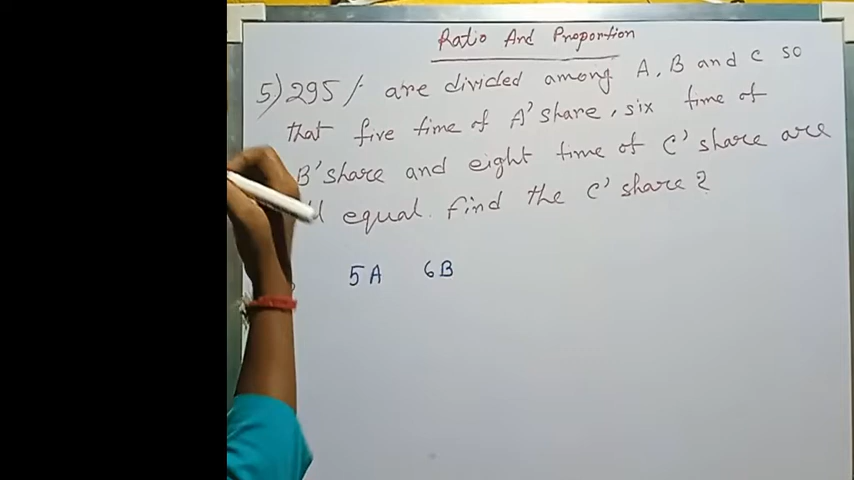 Ratio And Proportion
5) 295/- are divided among A, B and C so
that five time of A' share, six time of
B' share and eight time of C' share are
equal. find the C' share?
5A 6B